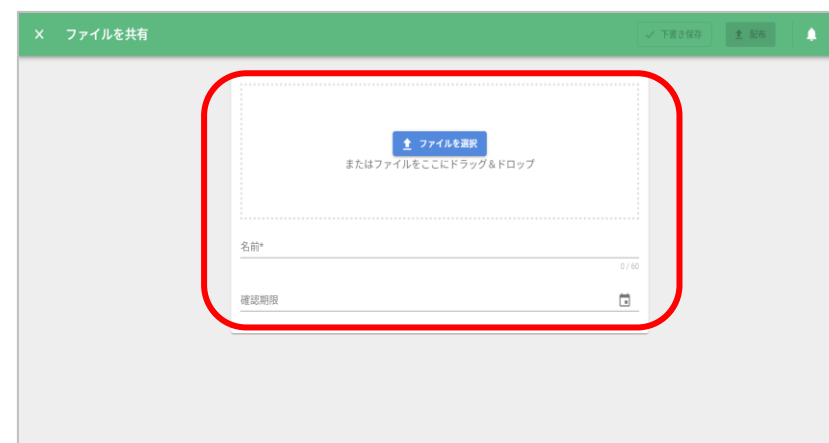 ファイルを共有
下書き保存
配布
ファイルを選択
またはファイルをここにドラッグ＆ドロップ
名前*
0 / 60
確認期限